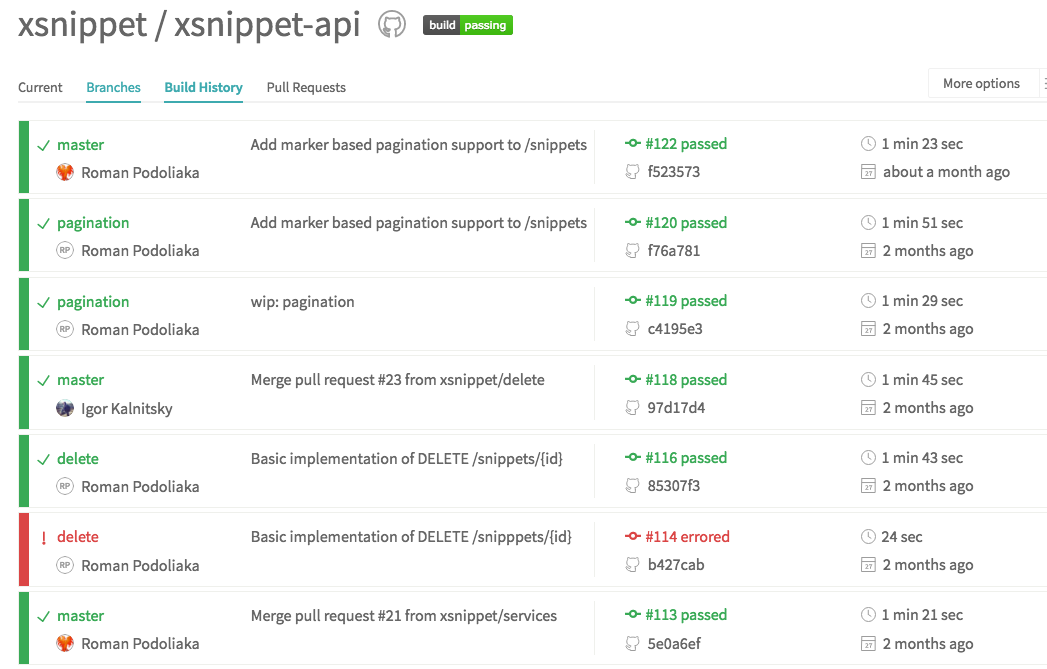 xsnippet / xsnippet-api build passing
Current Branches Build History Pull Requests More options
master Add marker based pagination support to /snippets #122 passed 1 min 23 sec
Roman Podoliaka f523573 27 about a month ago
pagination Add marker based pagination support to /snippets #120 passed 1 min 51 sec
RP Roman Podoliaka f76a781 27 2 months ago
pagination wip: pagination #119 passed 1 min 29 sec
RP Roman Podoliaka c4195e3 27 2 months ago
master Merge pull request #23 from xsnippet/delete #118 passed 1 min 45 sec
Igor Kalnitsky 97d17d4 27 2 months ago
delete Basic implementation of DELETE /snippets/{id} #116 passed 1 min 43 sec
RP Roman Podoliaka 85307f3 27 2 months ago
! delete Basic implementation of DELETE /snipppets/{id} #114 errored 24 sec
RP Roman Podoliaka b427cab 27 2 months ago
master Merge pull request #21 from xsnippet/services #113 passed 1 min 21 sec
Roman Podoliaka 5e0a6ef 27 2 months ago